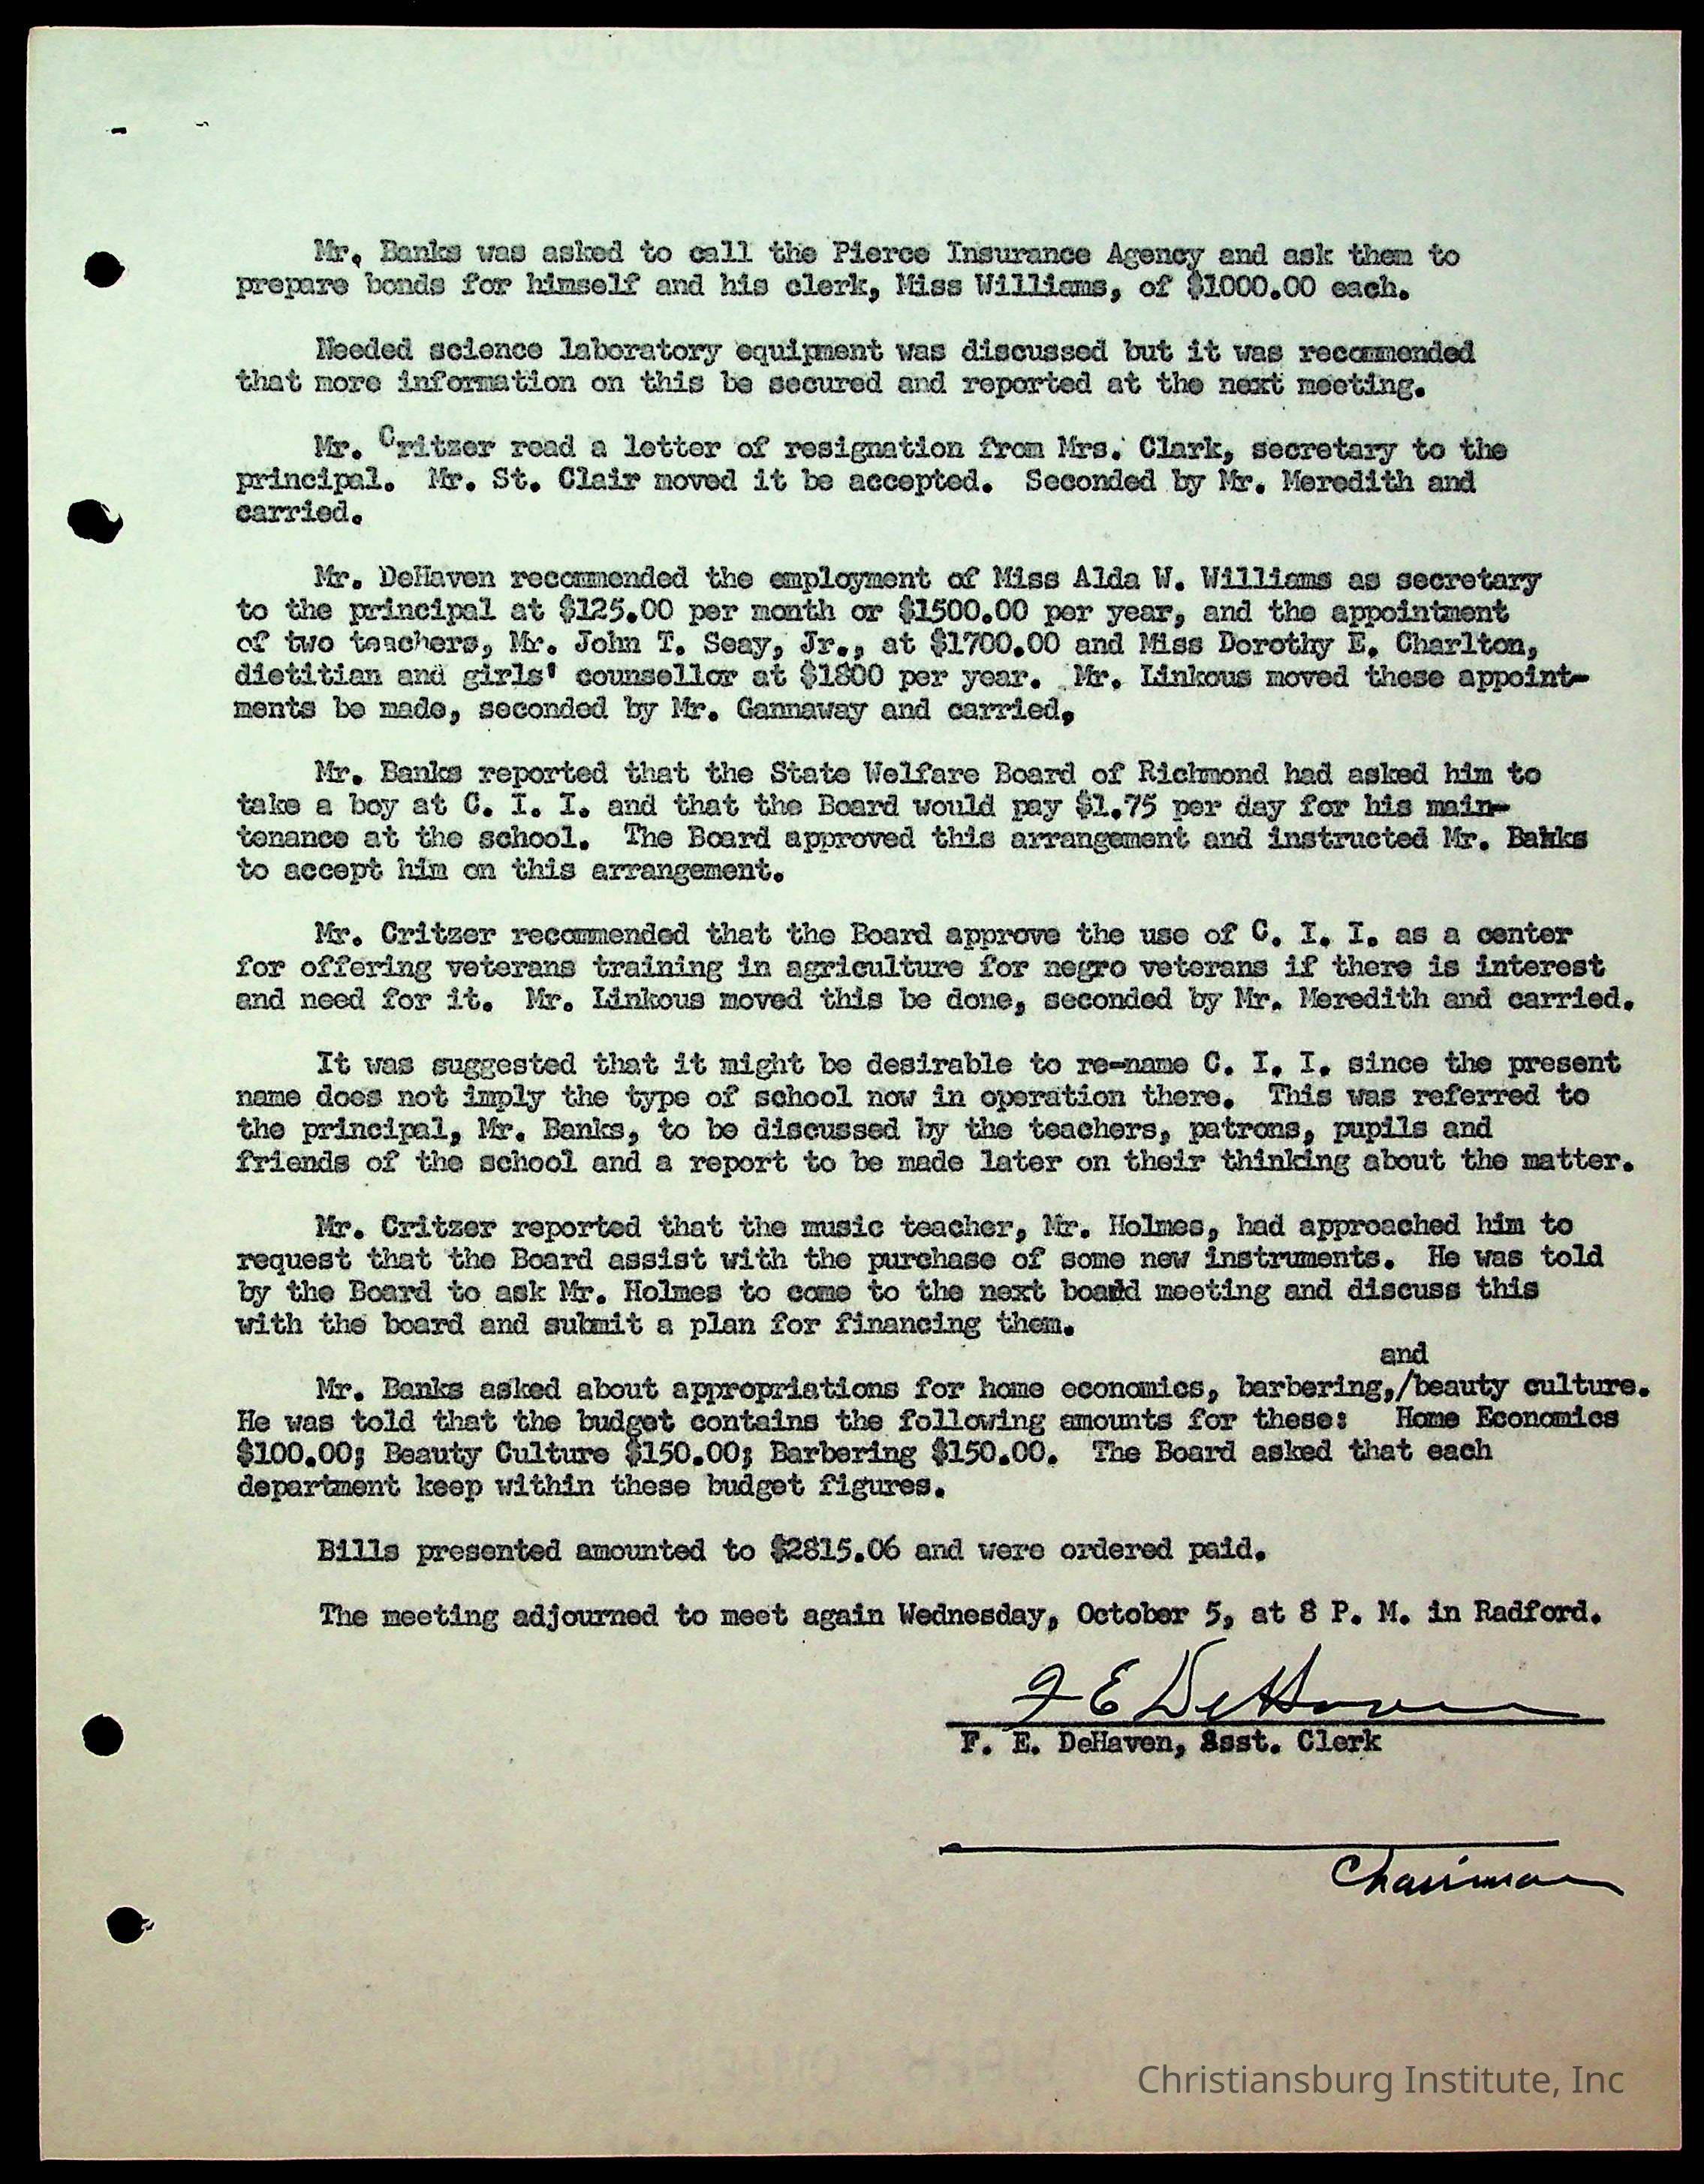 Mr. Banks was asked to call the Pierce Insurance Agency and ask them to
prepare bonds for himself and his clerk, Miss Williams, of $1000.00 each.
Needed science laboratory equipment was discussed but it was recommended
that more information on this be secured and reported at the next meeting.
Mr. Critzer read a letter of resignation from Mrs. Clark, secretary to the
principal. Mr. St. Clair moved it be accepted. Seconded by Mr. Meredith and
carried.
Mr. DeHaven recommended the employment of Miss Alda W. Williams as secretary
to the principal at $125.00 per month or $1500.00 per year, and the appointment
of two teachers, Mr. John T. Seay, Jr., at $1700.00 and Miss Dorothy E. Charlton,
dietitian and girls' counsellor at $1800 per year. Mr. Linkous moved these appoint-
ments be made, seconded by Mr. Gannaway and carried,
Mr. Banks reported that the State Welfare Board of Richmond had asked him to
take a boy at C. I. I. and that the Board would pay $1.75 per day for his main-
tenance at the school. The Board approved this arrangement and instructed Mr. Banks
to accept him on this arrangement.
Mr. Critzer recommended that the Board approve the use of C. I. I. as a center
for offering veterans training in agriculture for negro veterans if there is interest
and need for it. Mr. Linkous moved this be done, seconded by Mr. Meredith and carried.
It was suggested that it might be desirable to re-name C. I. I. since the present
name does not imply the type of school now in operation there. This was referred to
the principal, Mr. Banks, to be discussed by the teachers, patrons, pupils and
friends of the school and a report to be made later on their thinking about the matter.
Mr. Critzer reported that the music teacher, Mr. Holmes, had approached him to
request that the Board assist with the purchase of some new instruments. He was told
by the Board to ask Mr. Holmes to come to the next board meeting and discuss this
with the board and submit a plan for financing them.
and
Mr. Banks asked about appropriations for home economics, barbering,/beauty culture.
He was told that the budget contains the following amounts for these: Home Economics
$100.00; Beauty Culture $150.00; Barbering $150.00. The Board asked that each
department keep within these budget figures.
Bills presented amounted to $2815.06 and were ordered paid.
The meeting adjourned to meet again Wednesday, October 5, at 8 P. M. in Radford.
F E DeHaven
F. E. DeHaven, Asst. Clerk
Chairman
Christiansburg Institute, Inc